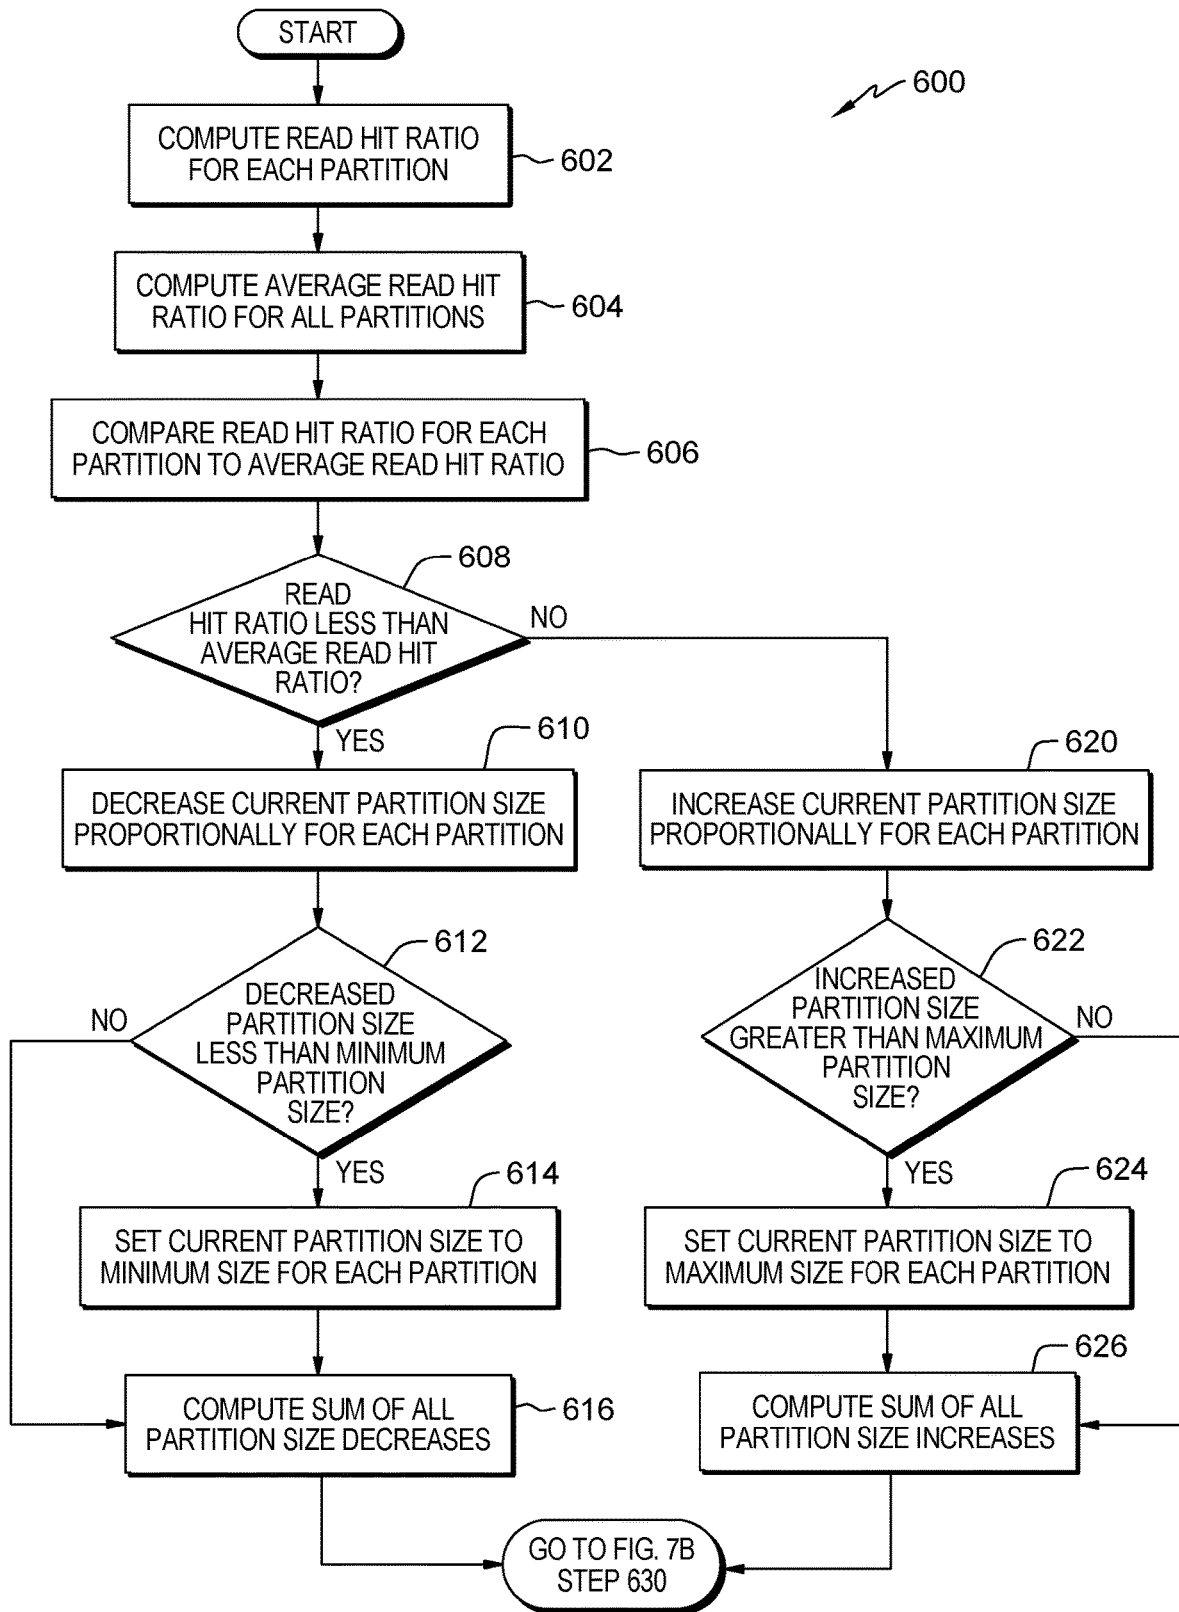 START
600
COMPUTE READ HIT RATIO
FOR EACH PARTITION
602
COMPUTE AVERAGE READ HIT
RATIO FOR ALL PARTITIONS
604
COMPARE READ HIT RATIO FOR EACH
PARTITION TO AVERAGE READ HIT RATIO
606
608
READ
HIT RATIO LESS THAN
AVERAGE READ HIT
RATIO?
NO
YES
610
DECREASE CURRENT PARTITION SIZE
PROPORTIONALLY FOR EACH PARTITION
620
INCREASE CURRENT PARTITION SIZE
PROPORTIONALLY FOR EACH PARTITION
612
DECREASED
PARTITION SIZE
LESS THAN MINIMUM
PARTITION
SIZE?
NO
YES
622
INCREASED
PARTITION SIZE
GREATER THAN MAXIMUM
PARTITION
SIZE?
NO
YES
614
SET CURRENT PARTITION SIZE TO
MINIMUM SIZE FOR EACH PARTITION
624
SET CURRENT PARTITION SIZE TO
MAXIMUM SIZE FOR EACH PARTITION
COMPUTE SUM OF ALL
PARTITION SIZE DECREASES
616
626
COMPUTE SUM OF ALL
PARTITION SIZE INCREASES
GO TO FIG. 7B
STEP 630